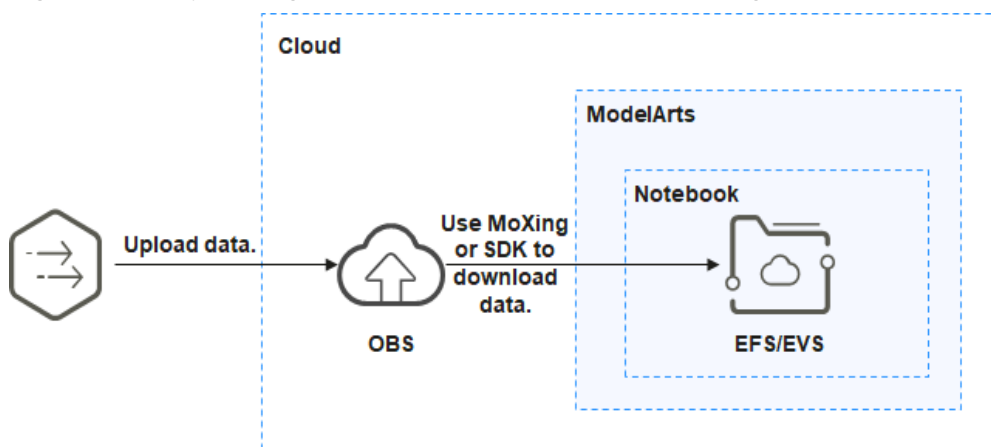 Cloud
ModelArts
Notebook
Upload data.
Use MoXing
or SDK to
download
data.
OBS
EFS/EVS